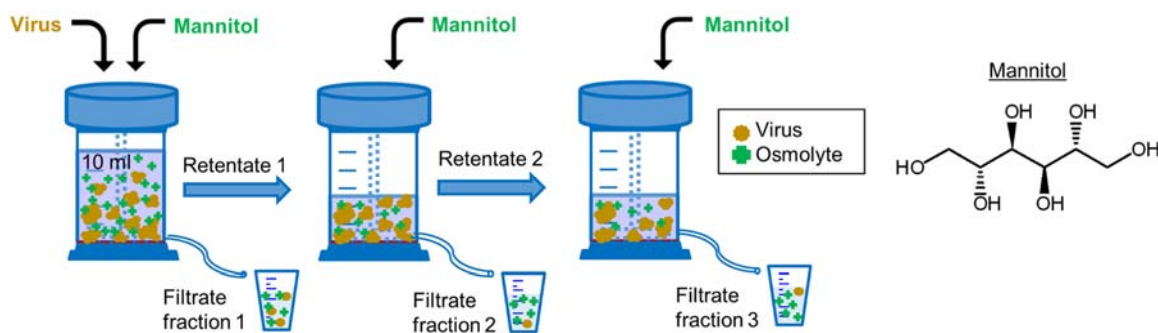 Virus
Mannitol
Mannitol
Mannitol
10 ml
Retentate 1
Retentate 2
Filtrate
fraction 1
Filtrate
fraction 2
Filtrate
fraction 3
Virus
Osmolyte
Mannitol
OH
OH
OH
HO
OH
OH
OH